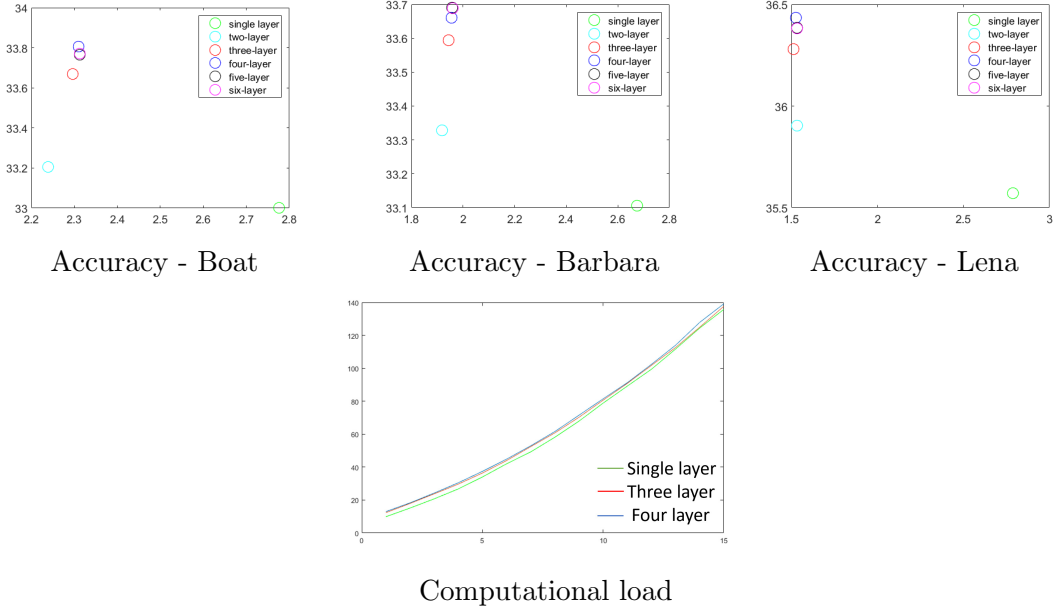 34
33.8
33.6
33.4
33.2
33
2.2
2.3
2.4
2.5
2.6
2.7
2.8
single layer
two-layer
three-layer
four-layer
five-layer
six-layer
Accuracy - Boat
33.7
33.6
33.5
33.4
33.3
33.2
33.1
1.8
2
2.2
2.4
2.6
2.8
single layer
two-layer
three-layer
four-layer
five-layer
six-layer
Accuracy - Barbara
36.5
36
35.5
1.5
2
2.5
3
single layer
two-layer
three-layer
four-layer
five-layer
six-layer
Accuracy - Lena
140
120
100
80
60
40
20
0
0
5
10
15
Single layer
Three layer
Four layer
Computational load